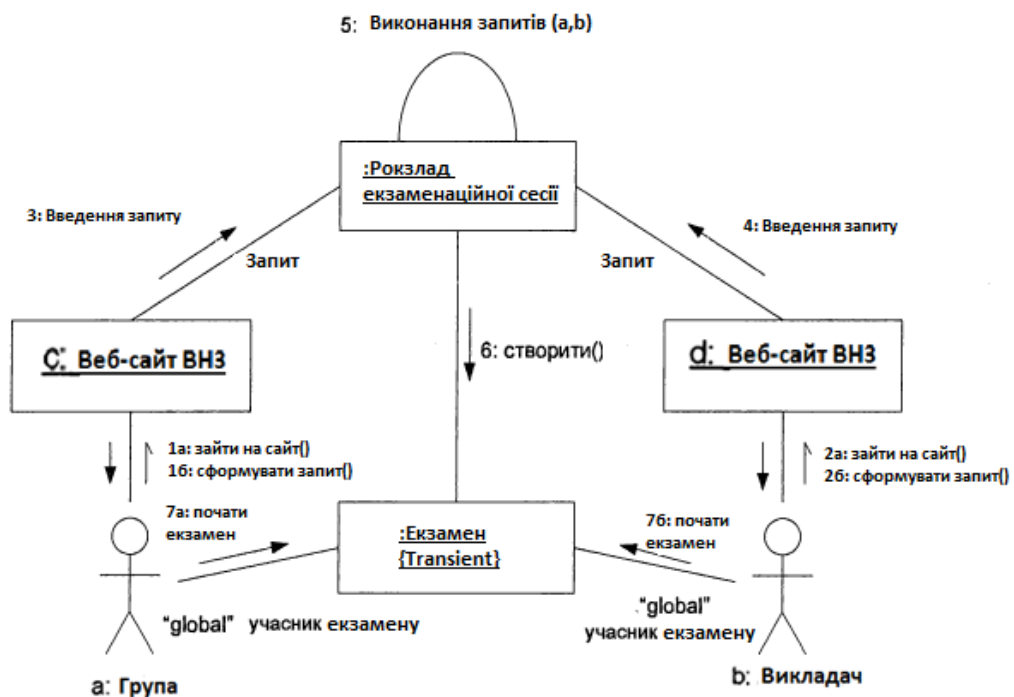 5: Виконання запитів (a,b)
:Рокзлад
екзаменаційної сесії
3: Введення запиту
4: Введення запиту
Запит
Запит
c: Веб-сайт ВНЗ
d: Веб-сайт ВНЗ
6: створити()
1а: зайти на сайт()
1б: сформувати запит()
2а: зайти на сайт()
2б: сформувати запит()
7а: почати
екзамен
:Екзамен
{Transient}
7б: почати
екзамен
"global" учасник екзамену
"global"
учасник екзамену
a: Група
b: Викладач